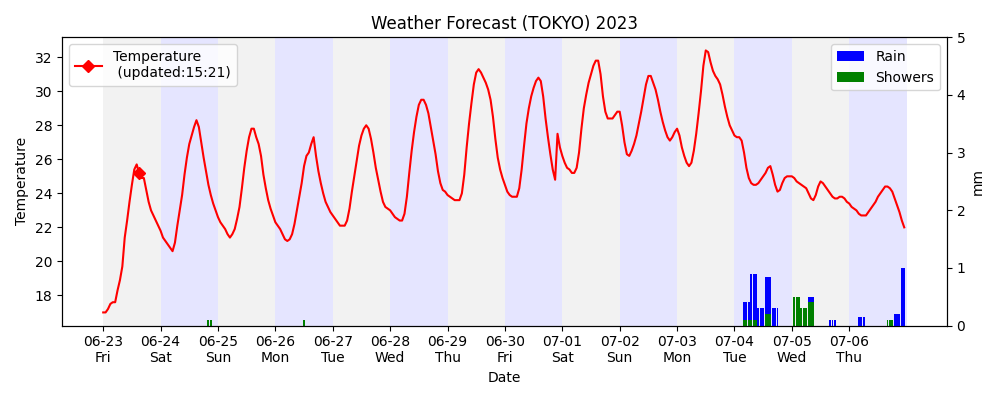 Weather Forecast (TOKYO) 2023
Temperature
(updated:15:21)
Rain
Showers
Temperature
32
30
28
26
24
22
20
18
5
4
3
2
1
0
mm
06-23 06-24 06-25 06-26 06-27 06-28 06-29 06-30 07-01 07-02 07-03 07-04 07-05 07-06
Fri Sat Sun Mon Tue Wed Thu Fri Sat Sun Mon Tue Wed Thu
Date